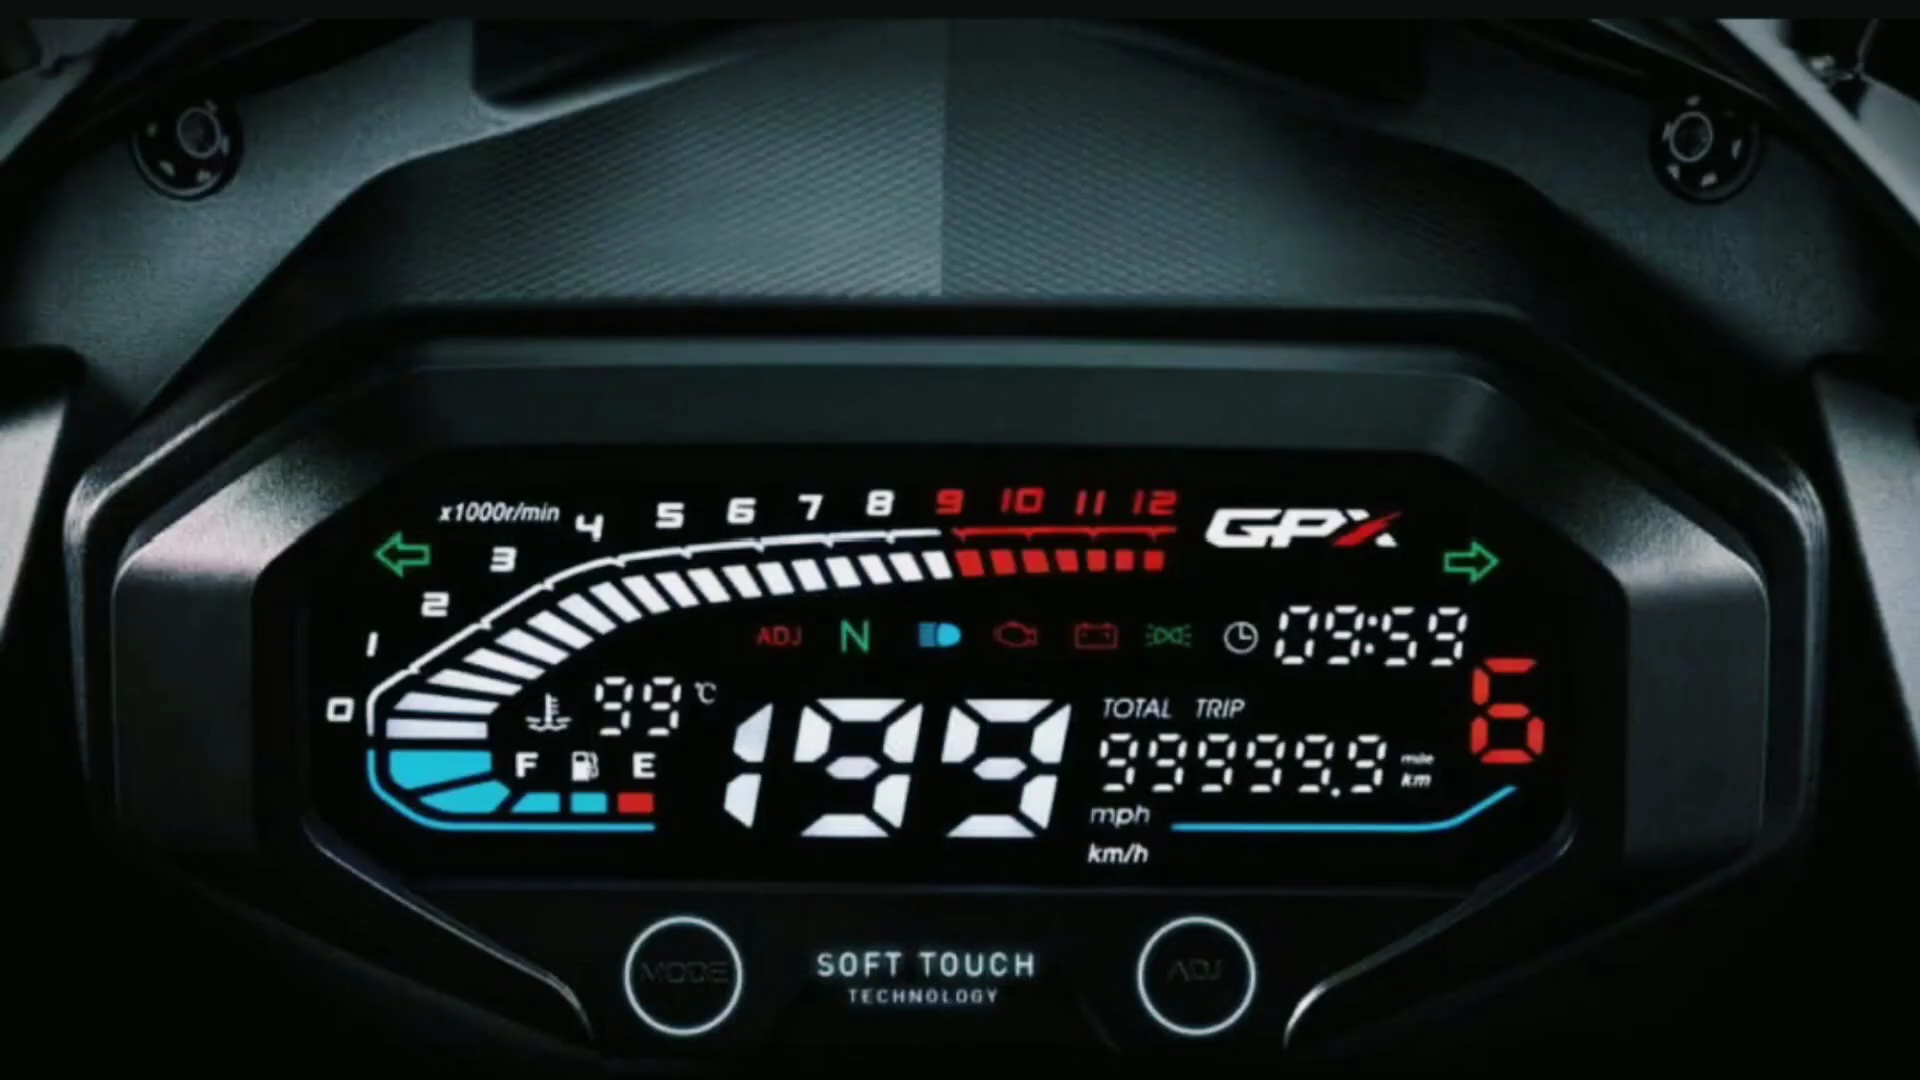 x1000r/min
0 1 2 3 4 5 6 7 8 9 10 11 12
GPX
ADJ N
09:59
99 °C
F E
199
TOTAL TRIP
99999.9
mile
km
6
mph
km/h
MODE
SOFT TOUCH
TECHNOLOGY
ADJ